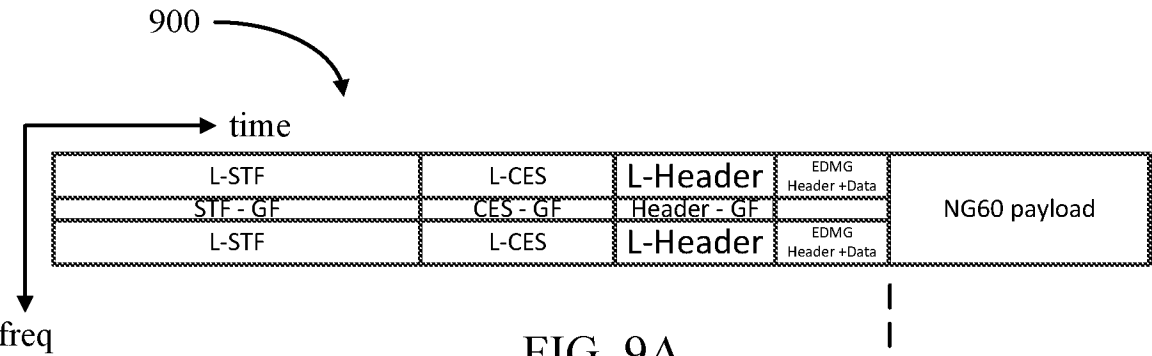 900
time
L-STF L-CES L-Header EDMG
Header +Data
STF - GF CES - GF Header - GF NG60 payload
L-STF L-CES L-Header EDMG
Header +Data
freq
FIG. 9A